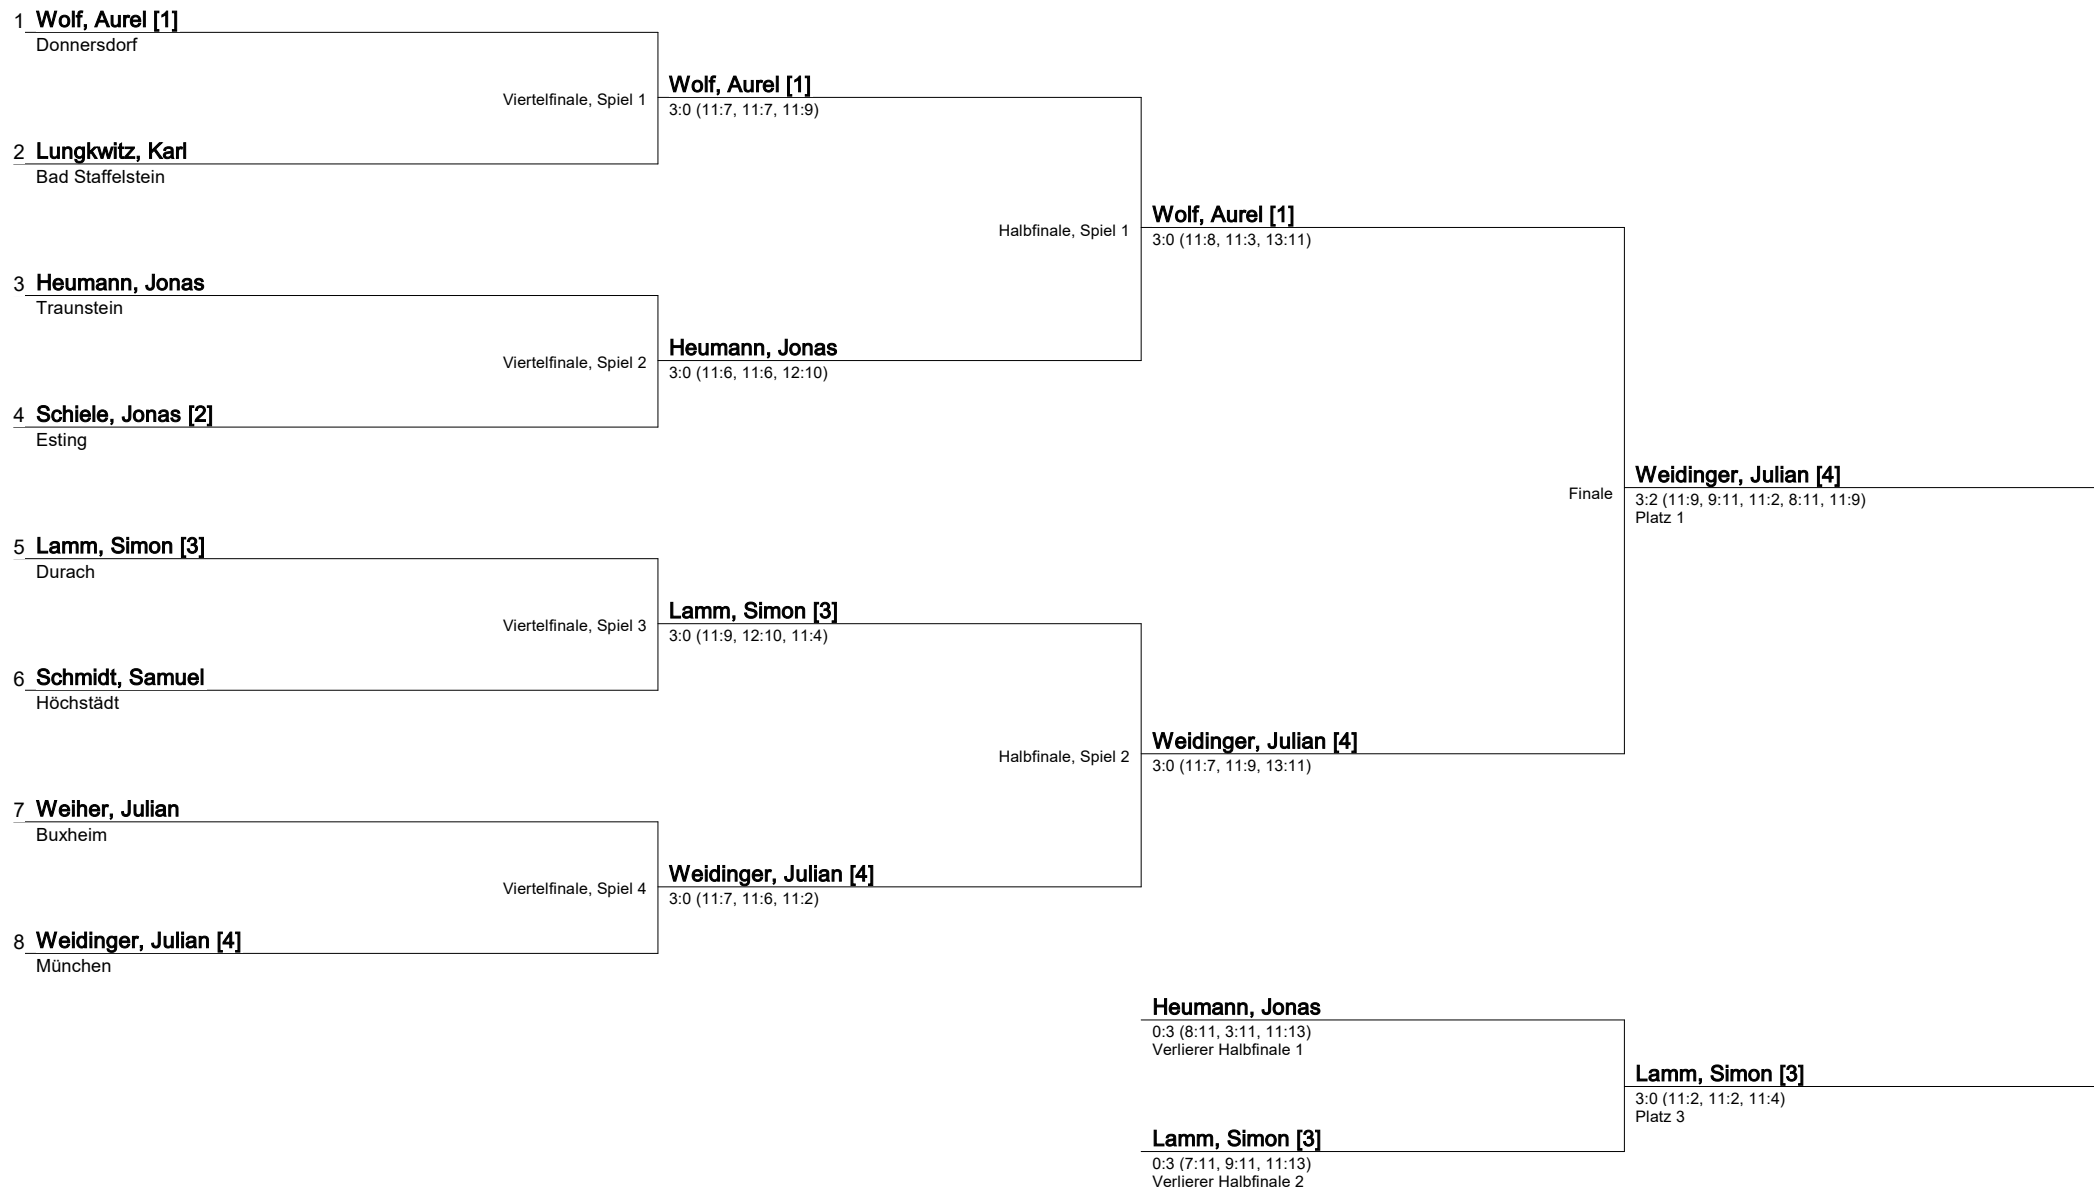 1 Wolf, Aurel [1]
Donnersdorf
Viertelfinale, Spiel 1
Wolf, Aurel [1]
3:0 (11:7, 11:7, 11:9)
2 Lungkwitz, Karl
Bad Staffelstein
Halbfinale, Spiel 1
Wolf, Aurel [1]
3:0 (11:8, 11:3, 13:11)
3 Heumann, Jonas
Traunstein
Viertelfinale, Spiel 2
Heumann, Jonas
3:0 (11:6, 11:6, 12:10)
4 Schiele, Jonas [2]
Esting
Finale
Weidinger, Julian [4]
3:2 (11:9, 9:11, 11:2, 8:11, 11:9)
Platz 1
5 Lamm, Simon [3]
Durach
Viertelfinale, Spiel 3
Lamm, Simon [3]
3:0 (11:9, 12:10, 11:4)
6 Schmidt, Samuel
Höchstädt
Halbfinale, Spiel 2
Weidinger, Julian [4]
3:0 (11:7, 11:9, 13:11)
7 Weiher, Julian
Buxheim
Viertelfinale, Spiel 4
Weidinger, Julian [4]
3:0 (11:7, 11:6, 11:2)
8 Weidinger, Julian [4]
München
Heumann, Jonas
0:3 (8:11, 3:11, 11:13)
Verlierer Halbfinale 1
Lamm, Simon [3]
3:0 (11:2, 11:2, 11:4)
Platz 3
Lamm, Simon [3]
0:3 (7:11, 9:11, 11:13)
Verlierer Halbfinale 2